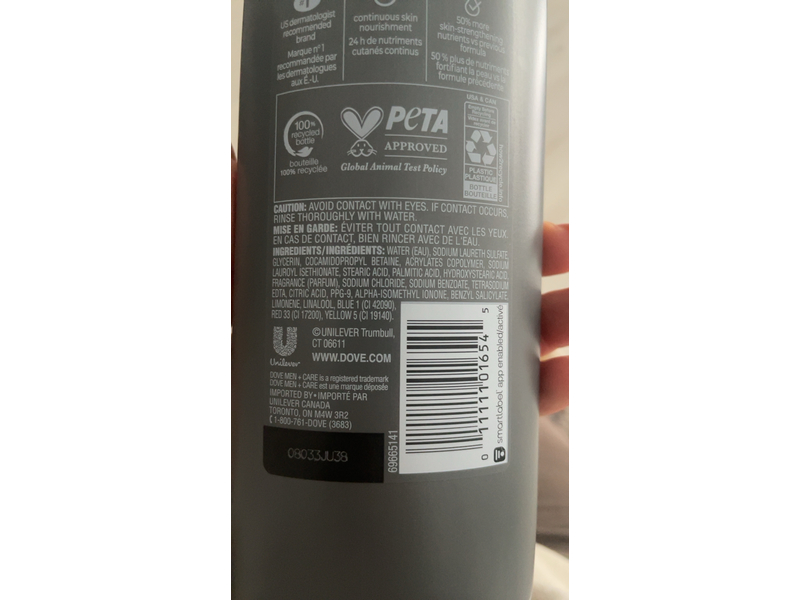 US dermatologist
recommended
brand
Marque n° 1
recommandée par
les dermatologues
aux É.-U.
continuous skin
nourishment
24 h de nutriments
cutanés continus
50% more
skin-strengthening
nutrients vs previous
formula
50 % plus de nutriments
fortifiant la peau vs la
formule précédente
100%
recycled
bottle
bouteille
100% recyclée
PETA
APPROVED
Global Animal Test Policy
USA & CAN
PLASTIC
PLASTIQUE
BOTTLE
BOUTEILLE
CAUTION: AVOID CONTACT WITH EYES. IF CONTACT OCCURS,
RINSE THOROUGHLY WITH WATER.
MISE EN GARDE: ÉVITER TOUT CONTACT AVEC LES YEUX.
EN CAS DE CONTACT, BIEN RINCER AVEC DE L'EAU.
INGREDIENTS/INGRÉDIENTS: WATER (EAU), SODIUM LAURETH SULFATE,
GLYCERIN, COCAMIDOPROPYL BETAINE, ACRYLATES COPOLYMER, SODIUM
LAUROYL ISETHIONATE, STEARIC ACID, PALMITIC ACID, HYDROXYSTEARIC ACID,
FRAGRANCE (PARFUM), SODIUM CHLORIDE, SODIUM BENZOATE, TETRASODIUM
EDTA, CITRIC ACID, PPG-9, ALPHA-ISOMETHYL IONONE, BENZYL SALICYLATE,
LIMONENE, LINALOOL, BLUE 1 (CI 42090),
RED 33 (CI 17200), YELLOW 5 (CI 19140).
Unilever
©UNILEVER Trumbull,
CT 06611
WWW.DOVE.COM
DOVE MEN + CARE is a registered trademark
DOVE MEN + CARE est une marque déposée
IMPORTED BY • IMPORTÉ PAR
UNILEVER CANADA
TORONTO, ON M4W 3R2
1-800-761-DOVE (3683)
08033JU38
69665141
0 11111 01654 5
smartlabel app enabled/activé